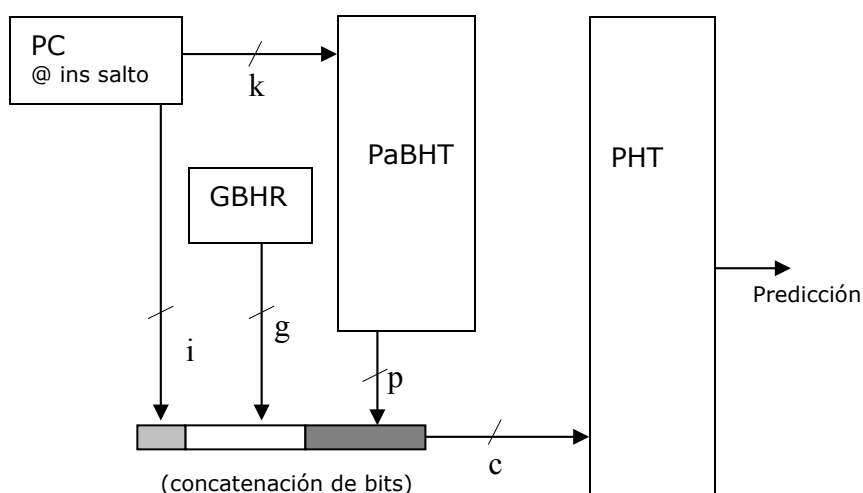 PC
@ ins salto
k
PaBHT
PHT
GBHR
Predicción
i
g
p
c
(concatenación de bits)